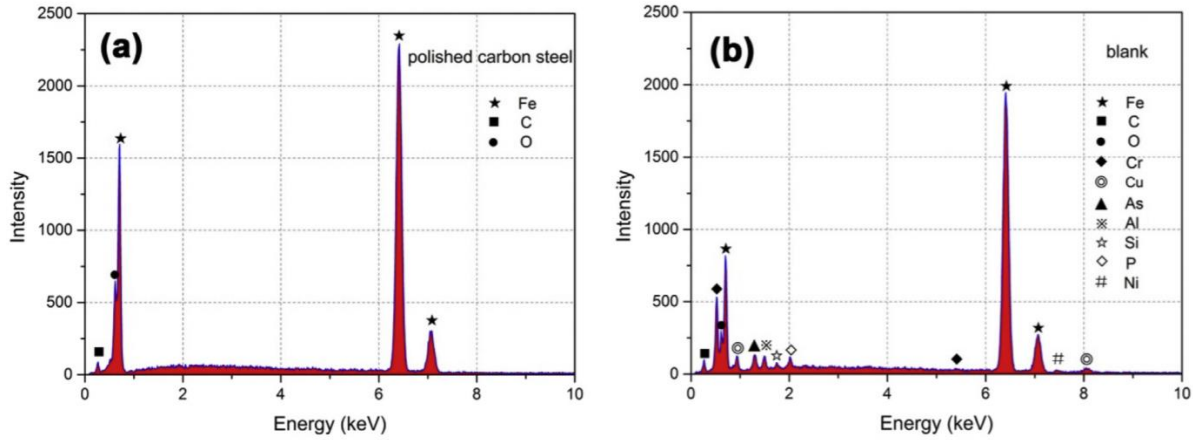 (a)
polished carbon steel
★ Fe
■ C
● O
2500
2000
1500
1000
500
0
Intensity
0 2 4 6 8 10
Energy (keV)
(b)
blank
★ Fe
■ C
● O
◆ Cr
◎ Cu
▲ As
※ Al
☆ Si
◇ P
# Ni
2500
2000
1500
1000
500
0
Intensity
0 2 4 6 8 10
Energy (keV)